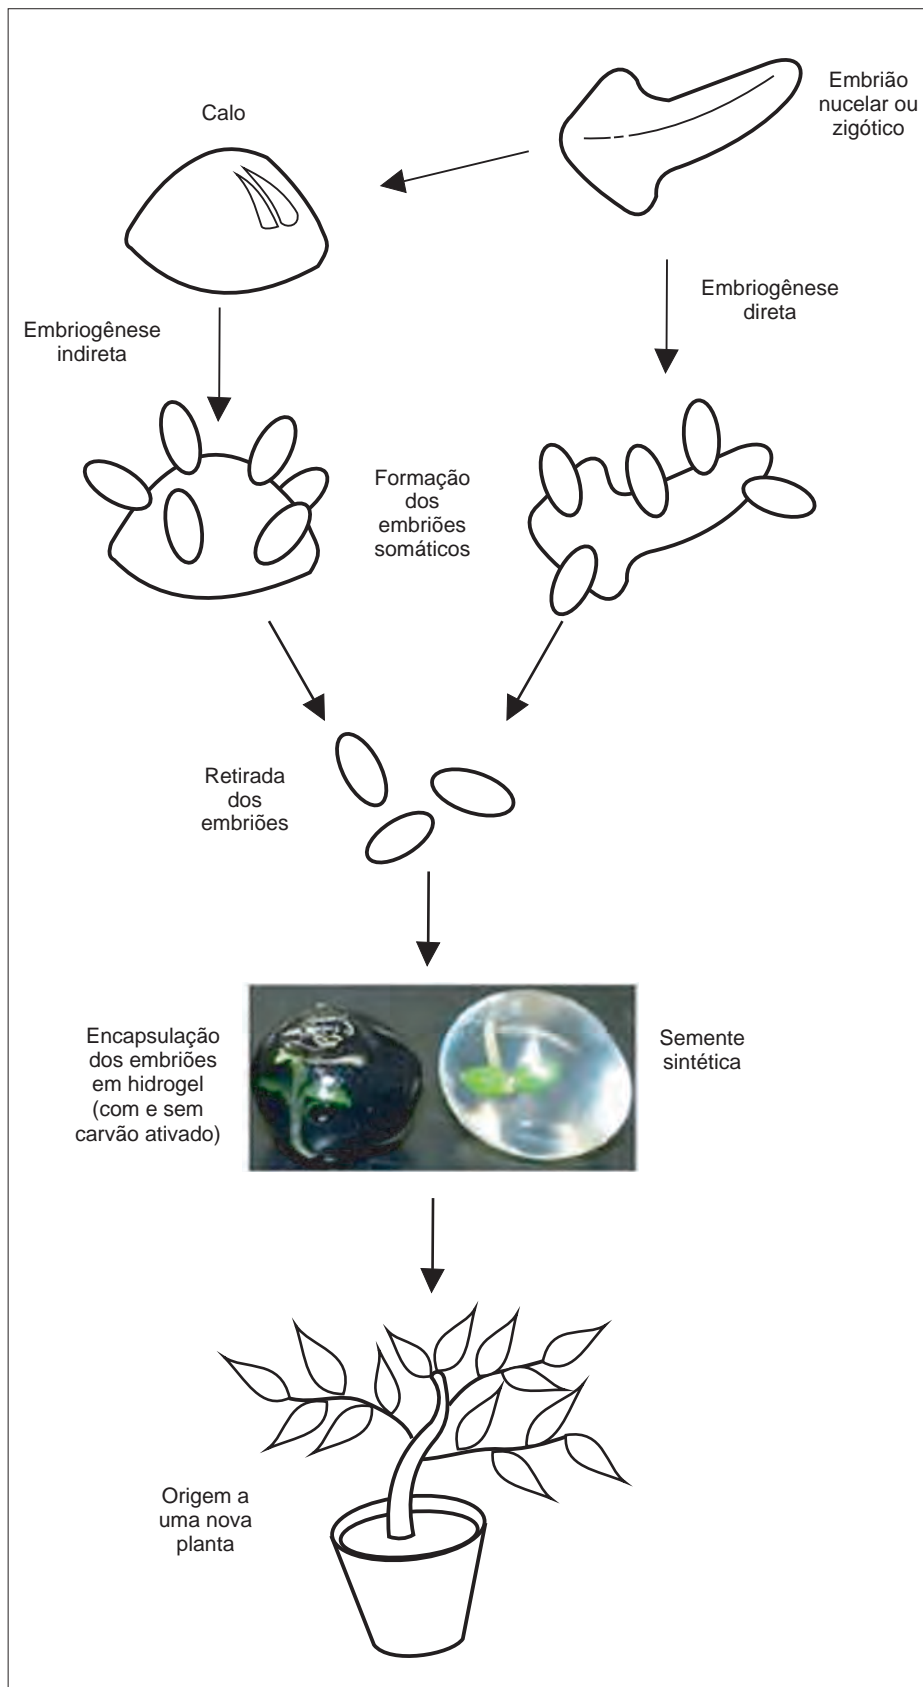 Calo
Embrião
nucelar ou
zigótico
Embriogênese
indireta
Embriogênese
direta
Formação
dos
embriões
somáticos
Retirada
dos
embriões
Encapsulação
dos embriões
em hidrogel
(com e sem
carvão ativado)
Semente
sintética
Origem a
uma nova
planta